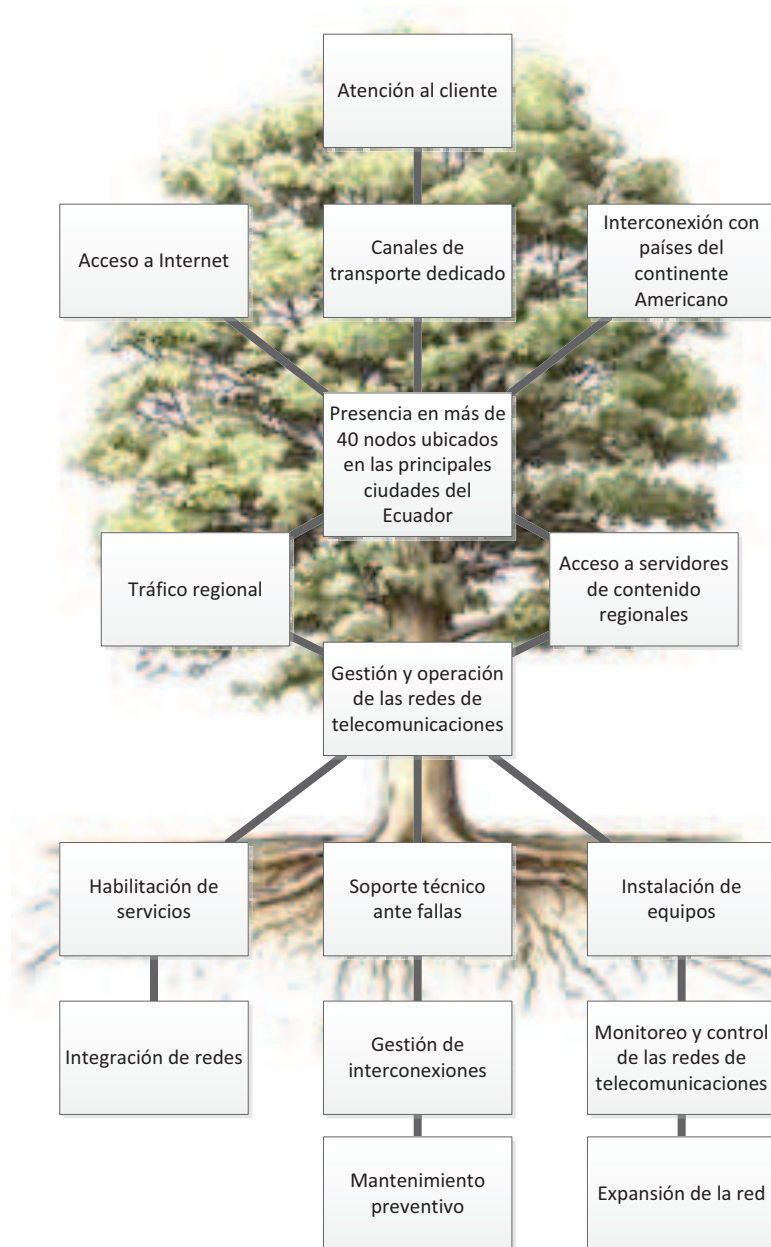 Atención al cliente
Acceso a Internet
Canales de
transporte dedicado
Interconexión con
países del
continente
Americano
Presencia en más de
40 nodos ubicados
en las principales
ciudades del
Ecuador
Tráfico regional
Acceso a servidores
de contenido
regionales
Gestión y operación
de las redes de
telecomunicaciones
Habilitación de
servicios
Soporte técnico
ante fallas
Instalación de
equipos
Integración de redes
Gestión de
interconexiones
Monitoreo y control
de las redes de
telecomunicaciones
Mantenimiento
preventivo
Expansión de la red